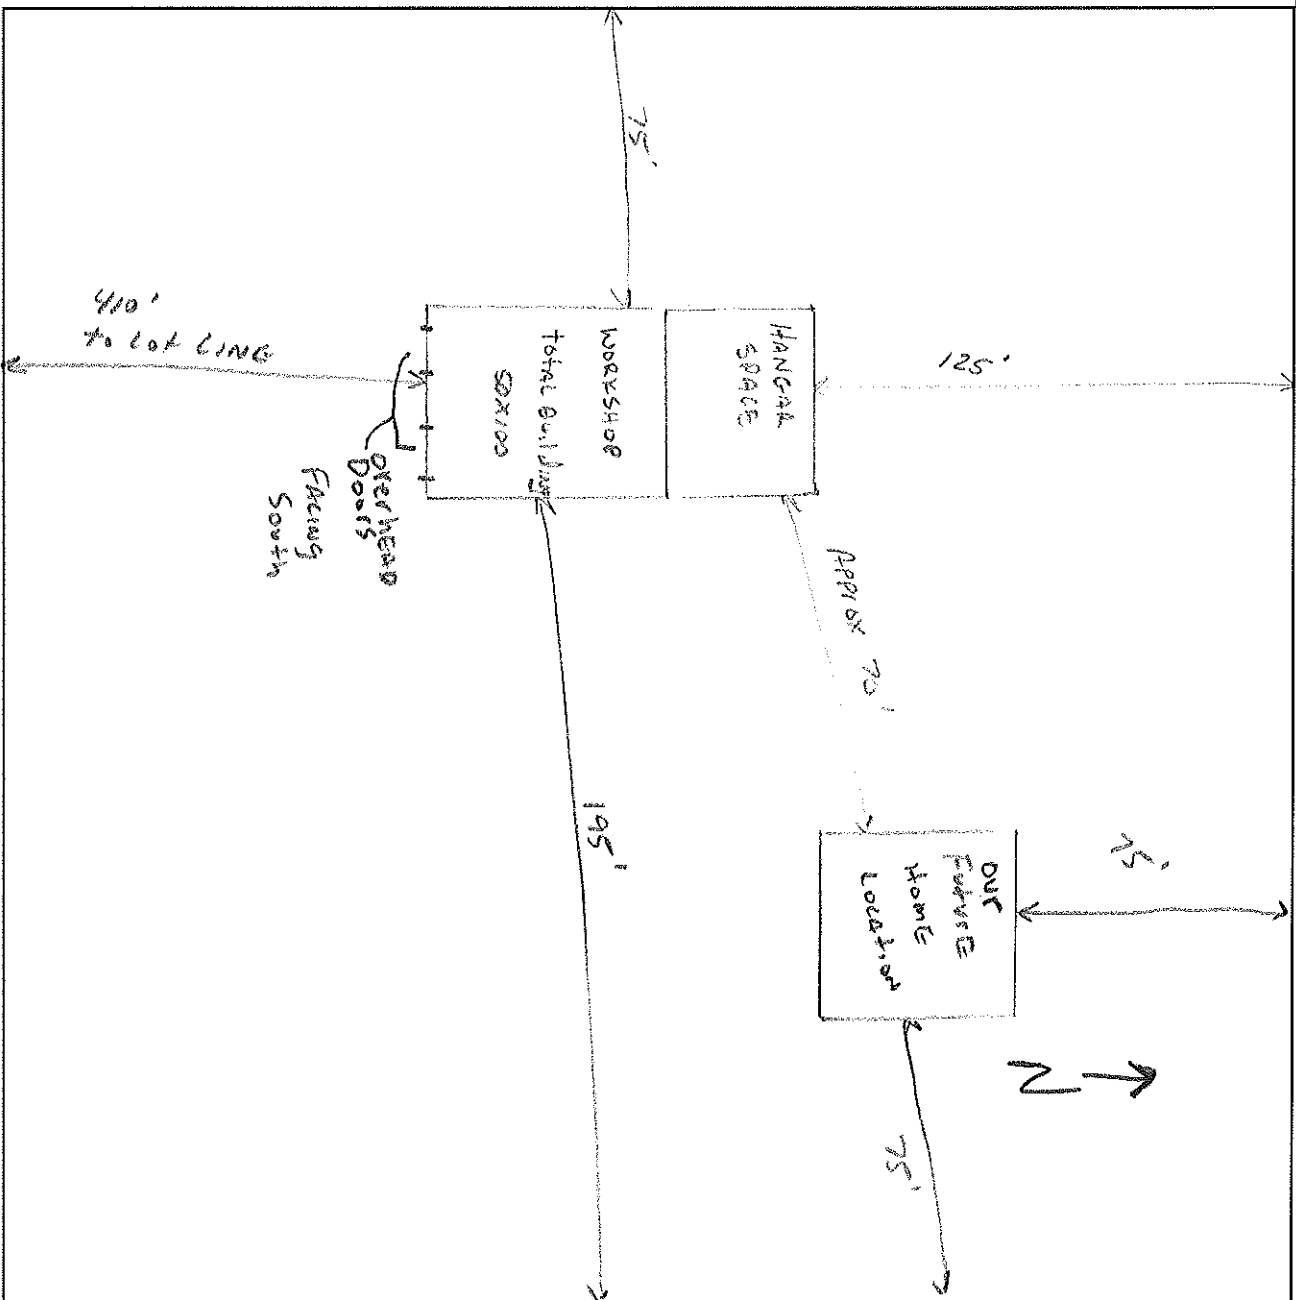 75'
410'
to Lot LINE
HANGAR
SPACE
WORKSHOP
Total Building
50X100
125'
overhEAD
Doors
FAcing
South
Approx 70'
195'
our
FuturE
HomE
Location
75'
N
75'